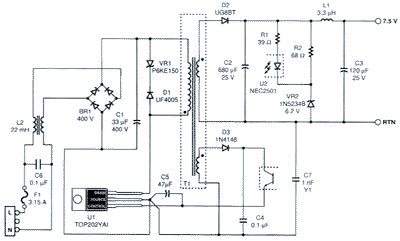 D2
UG8BT
L1
3.3 µH
7.5 V
R1
39 Ω
R2
68 Ω
VR1
P6KE150
L2
22 mH
BR1
400 V
C1
33 µF
400 V
D1
UF4005
C2
680 µF
25 V
U2
NEC2501
VR2
1N5234B
6.2 V
C3
120 µF
25 V
RTN
C6
0.1 µF
F1
3.15 A
L
N
T1
D3
1N4148
C5
47µF
DRAIN
SOURCE
CONTROL
U1
TOP202YAI
C4
0.1 µF
C7
1 nF
Y1